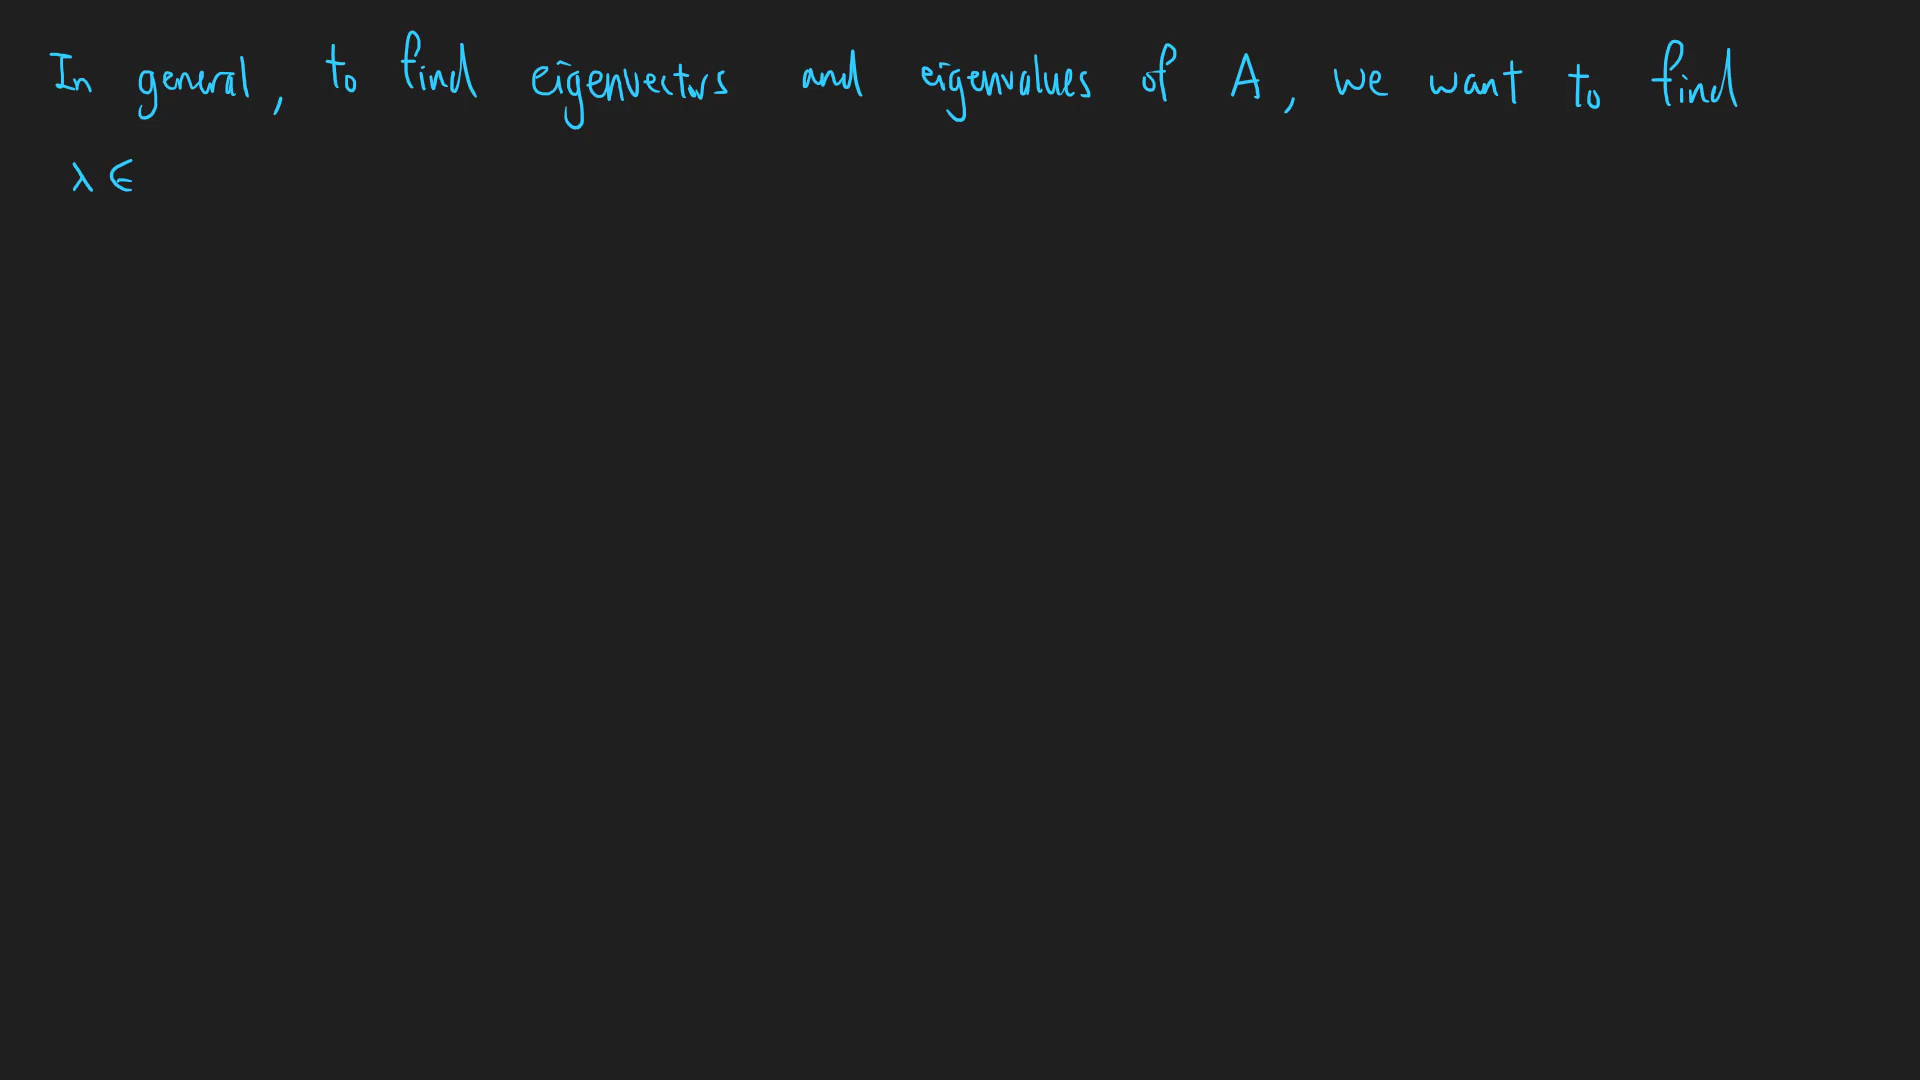 In general, to find eigenvectors and eigenvalues of A, we want to find
λ ∈